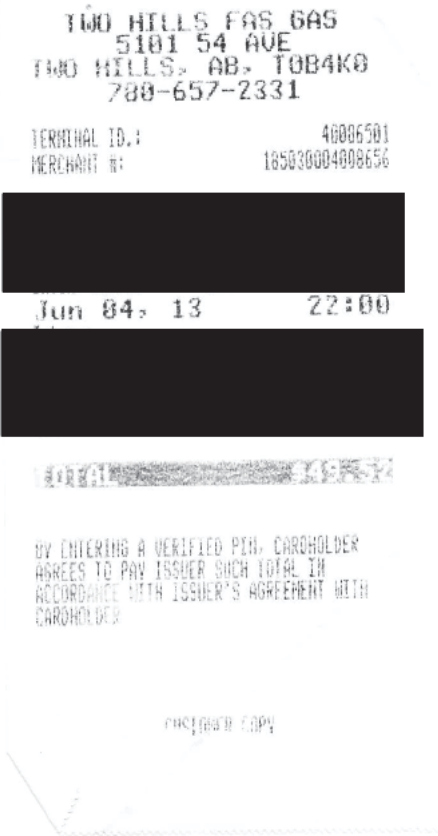 TWO HILLS FAS GAS
5101 54 AVE
TWO HILLS, AB, T0B4K0
780-657-2331
TERMINAL ID.: 40006501
MERCHANT #: 185030004008656
Jun 04, 13 22:00
TOTAL $49.52
BY ENTERING A VERIFIED PIN, CARDHOLDER
AGREES TO PAY ISSUER SUCH TOTAL IN
ACCORDANCE WITH ISSUER'S AGREEMENT WITH
CARDHOLDER
CUSTOMER COPY